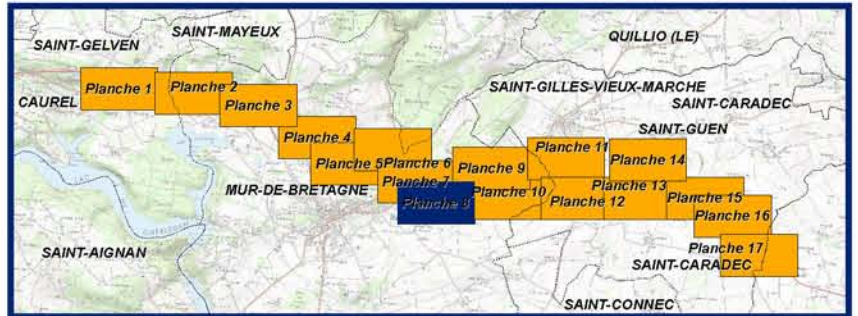 SAINT-MAYEUX
QUILLIO (LE)
SAINT-GELVEN
Planche 1
Planche 2
SAINT-GILLES-VIEUX-MARCHE
CAUREL
Planche 3
SAINT-CARADEC
Planche 4
SAINT-GUEN
Planche 11
Planche 5
Planche 6
Planche 9
Planche 14
Planche 7
MUR-DE-BRETAGNE
Planche 10
Planche 13
Planche 8
Planche 12
Planche 15
Planche 16
SAINT-AIGNAN
Planche 17
SAINT-CARADEC
SAINT-CONNEC